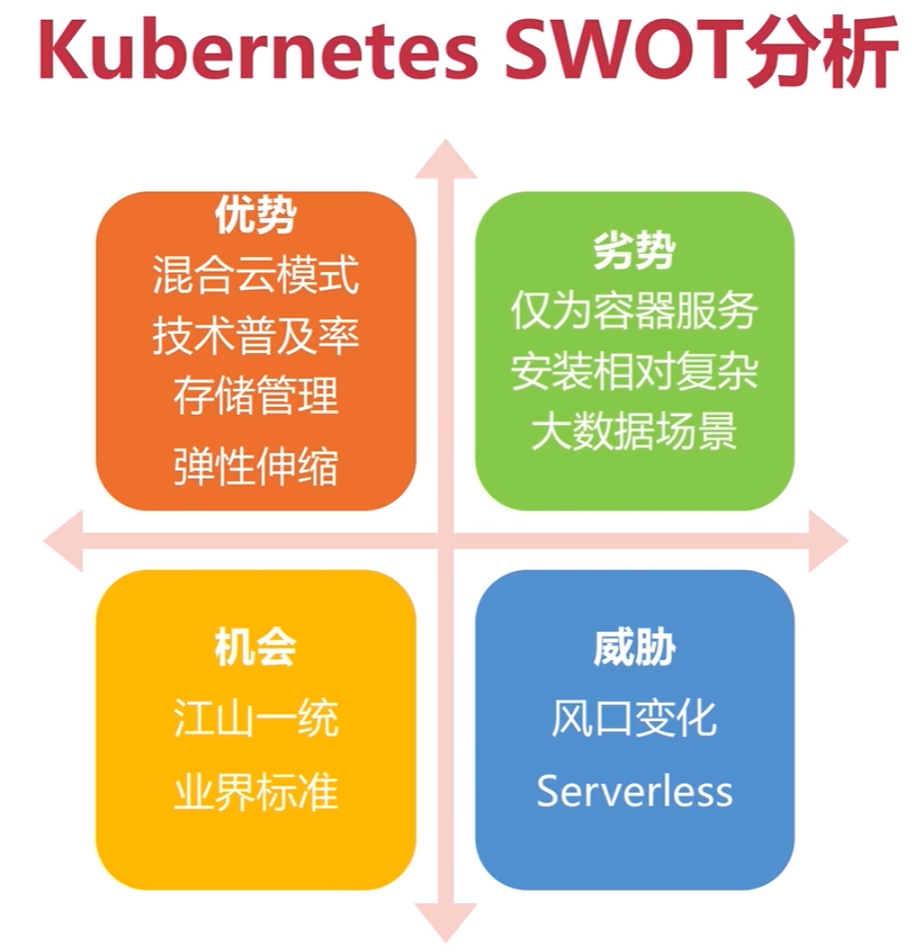 Kubernetes SWOT分析
优势
混合云模式
技术普及率
存储管理
弹性伸缩
劣势
仅为容器服务
安装相对复杂
大数据场景
机会
江山一统
业界标准
威胁
风口变化
Serverless